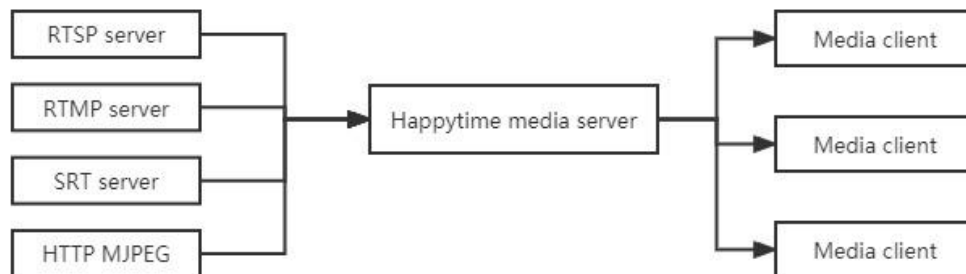 RTSP server
RTMP server
SRT server
HTTP MJPEG
Happytime media server
Media client
Media client
Media client